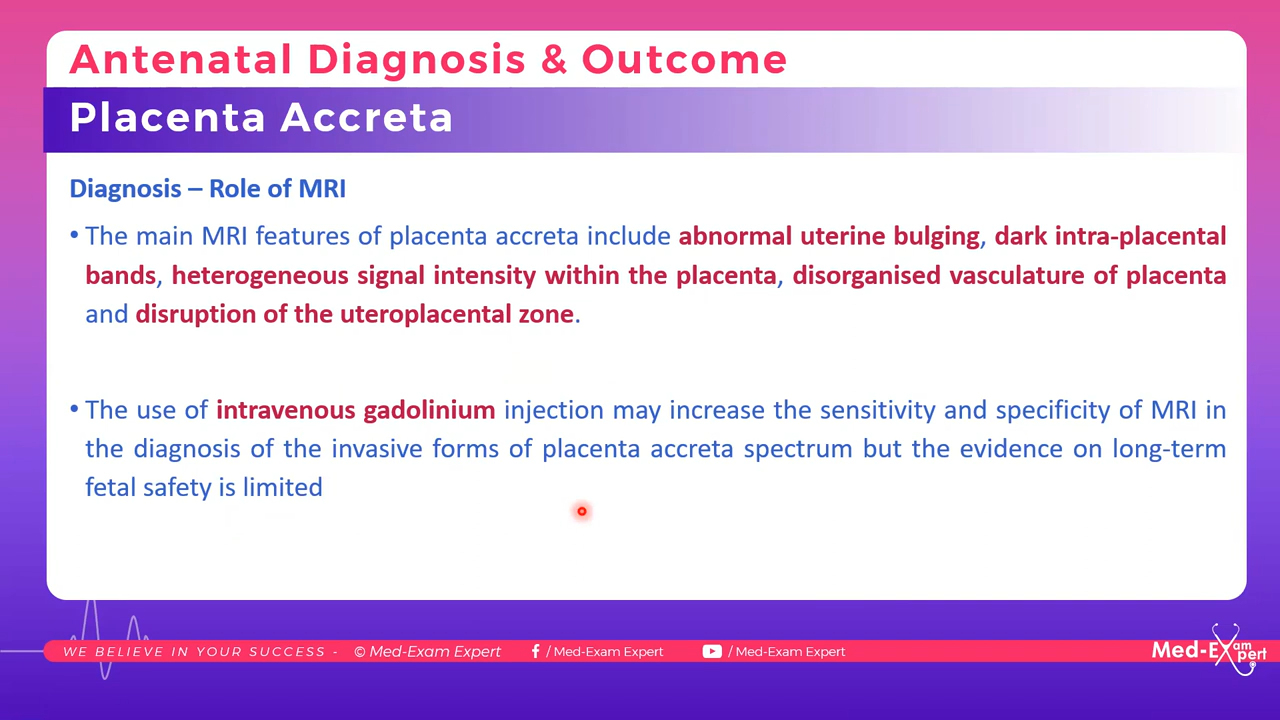 Antenatal Diagnosis & Outcome
Placenta Accreta
Diagnosis – Role of MRI
• The main MRI features of placenta accreta include abnormal uterine bulging, dark intra-placental
bands, heterogeneous signal intensity within the placenta, disorganised vasculature of placenta
and disruption of the uteroplacental zone.
• The use of intravenous gadolinium injection may increase the sensitivity and specificity of MRI in
the diagnosis of the invasive forms of placenta accreta spectrum but the evidence on long-term
fetal safety is limited
WE BELIEVE IN YOUR SUCCESS - © Med-Exam Expert / Med-Exam Expert / Med-Exam Expert
Med-Exam Expert